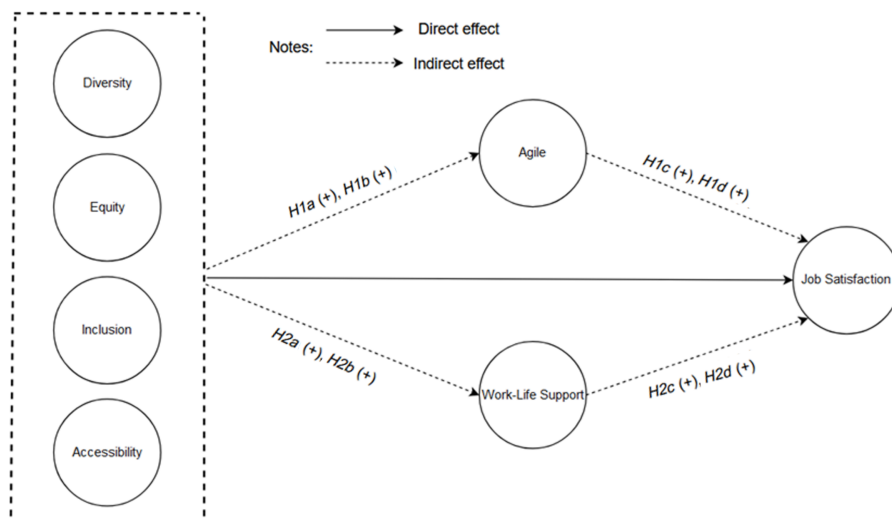 Notes:
Direct effect
Indirect effect
Diversity
Equity
Inclusion
Accessibility
H1a (+), H1b (+)
Agile
H1c (+), H1d (+)
Job Satisfaction
H2a (+), H2b (+)
Work-Life Support
H2c (+), H2d (+)